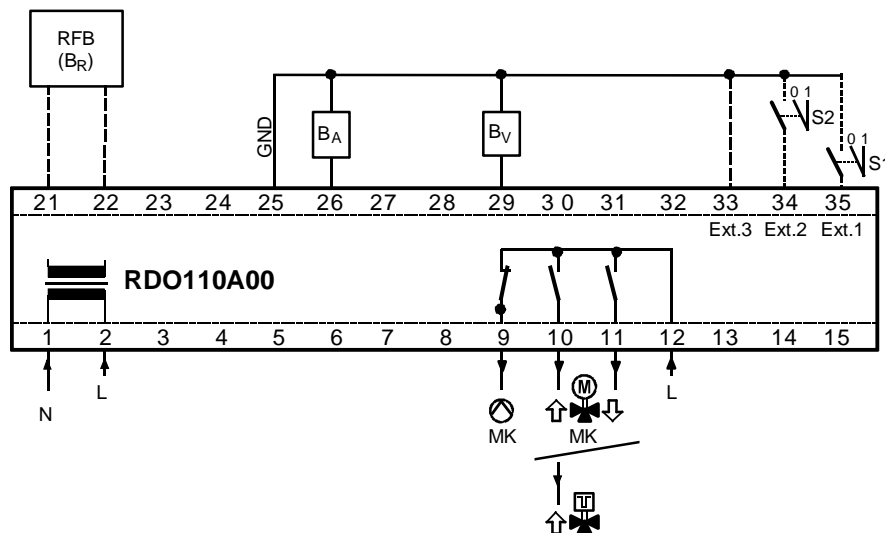 RFB
(BR)
GND
BA
BV
0 1
S2
0 1
S1
21 22 23 24 25 26 27 28 29 3 0 31 32 33 34 35
Ext.3 Ext.2 Ext.1
RDO110A00
1 2 3 4 5 6 7 8 9 10 11 12 13 14 15
N
L
M
L
MK
MK